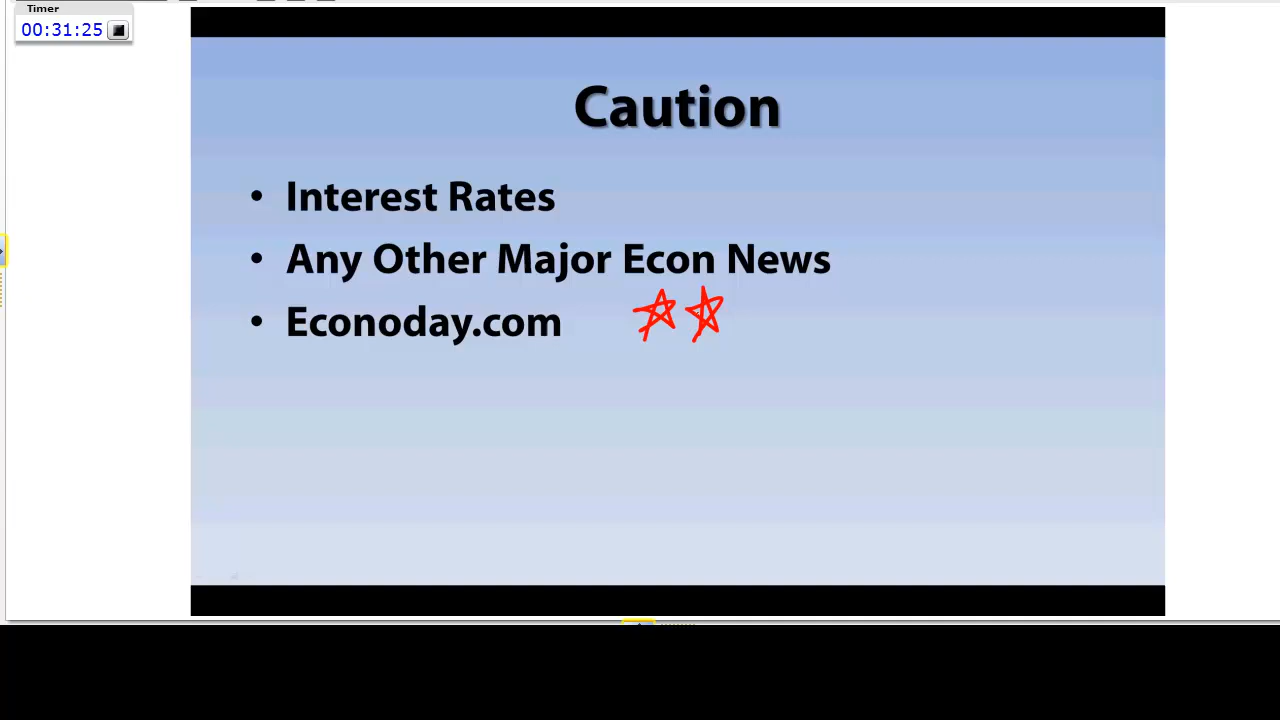 Timer
00:31:25
Caution
• Interest Rates
• Any Other Major Econ News
• Econoday.com